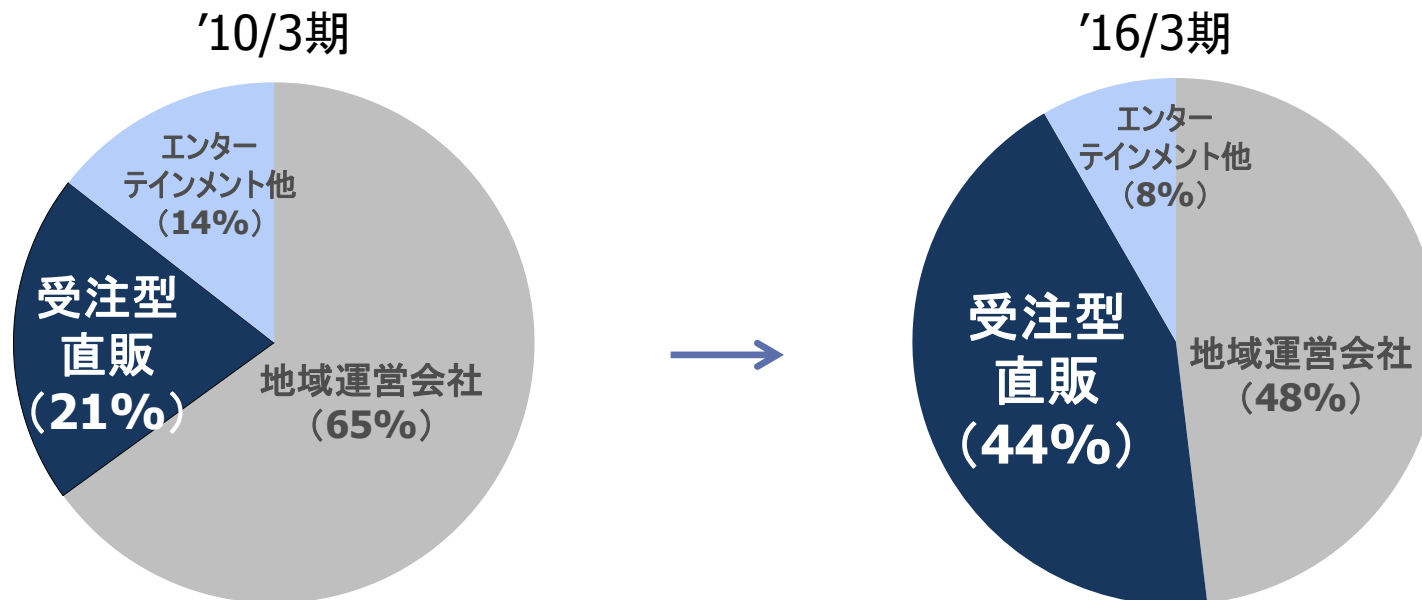 ’10/3期
エンター
テインメント他
（14%）
受注型
直販
（21%）
地域運営会社
（65%）
’16/3期
エンター
テインメント他
（8%）
受注型
直販
（44%）
地域運営会社
（48%）